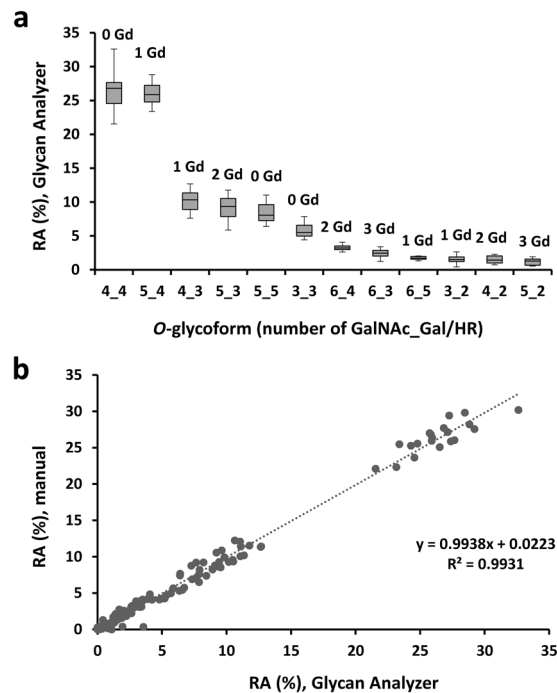 a
RA (%), Glycan Analyzer
35
30
25
20
15
10
5
0
0 Gd
1 Gd
1 Gd
2 Gd
0 Gd
0 Gd
2 Gd
3 Gd
1 Gd
1 Gd
2 Gd
3 Gd
4_4 5_4 4_3 5_3 5_5 3_3 6_4 6_3 6_5 3_2 4_2 5_2
O-glycoform (number of GalNAc_Gal/HR)
b
RA (%), manual
35
30
25
20
15
10
5
0
y = 0.9938x + 0.0223
R² = 0.9931
0 5 10 15 20 25 30 35
RA (%), Glycan Analyzer